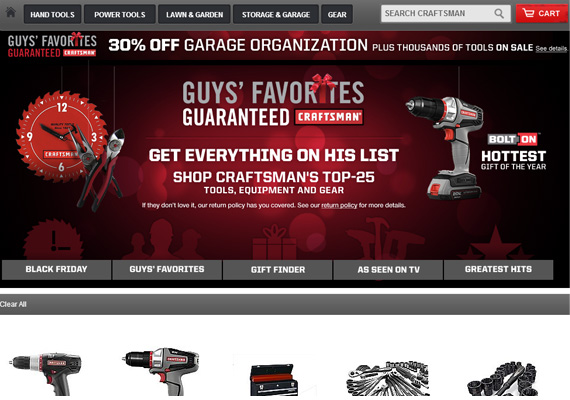 HAND TOOLS
POWER TOOLS
LAWN & GARDEN
STORAGE & GARAGE
GEAR
SEARCH CRAFTSMAN
CART
GUYS' FAVORITES
GUARANTEED CRAFTSMAN
30% OFF GARAGE ORGANIZATION PLUS THOUSANDS OF TOOLS ON SALE See details
12
9
3
6
CRAFTSMAN
GUYS' FAVORITES
GUARANTEED CRAFTSMAN
GET EVERYTHING ON HIS LIST
SHOP CRAFTSMAN'S TOP-25
TOOLS, EQUIPMENT AND GEAR
If they don't love it, our return policy has you covered. See our return policy for more details.
BOLT ON
HOTTEST
GIFT OF THE YEAR
BLACK FRIDAY
GUYS' FAVORITES
GIFT FINDER
AS SEEN ON TV
GREATEST HITS
Clear All